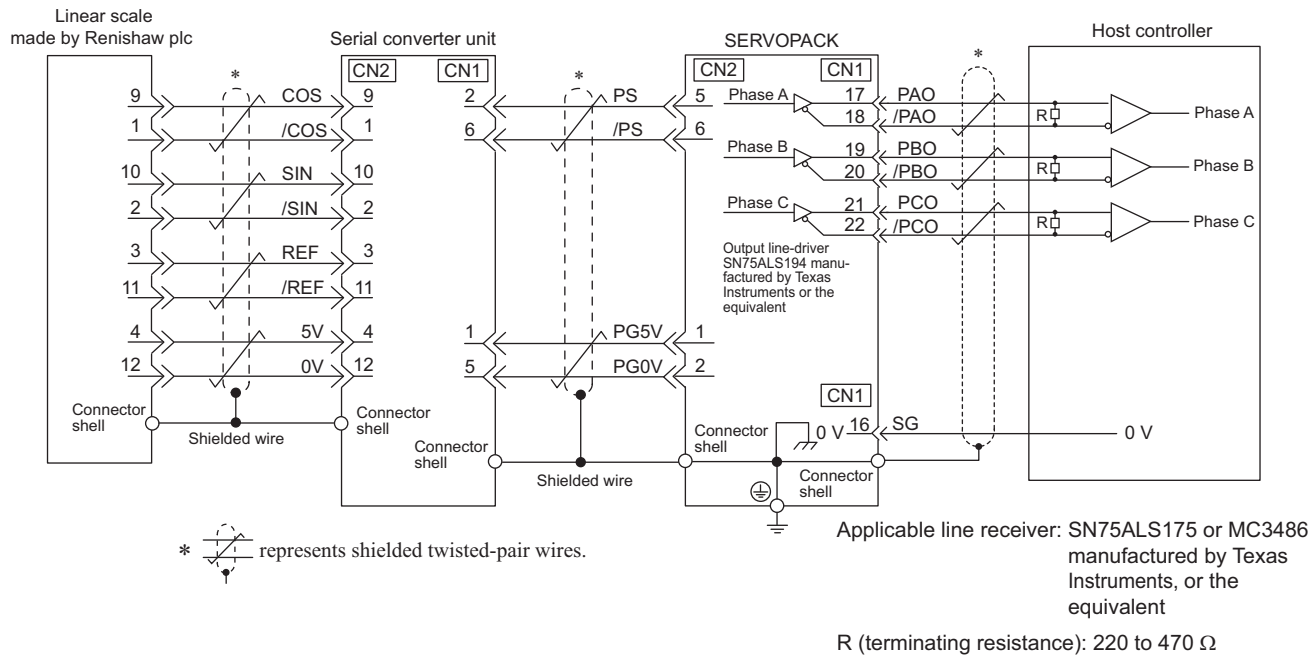 Linear scale
made by Renishaw plc
Serial converter unit
SERVOPACK
Host controller
*
*
*
CN2
CN1
CN2
CN1
9 COS 9
1 /COS 1
10 SIN 10
2 /SIN 2
3 REF 3
11 /REF 11
4 5V 4
12 0V 12
2 PS 5
6 /PS 6
1 PG5V 1
5 PG0V 2
Phase A 17 PAO R Phase A
18 /PAO
Phase B 19 PBO R Phase B
20 /PBO
Phase C 21 PCO R Phase C
22 /PCO
Output line-driver
SN75ALS194 manu-
factured by Texas
Instruments or the
equivalent
CN1
0 V 16 SG 0 V
Connector
shell
Shielded wire
Connector
shell
Connector
shell
Shielded wire
Connector
shell
Connector
shell
* represents shielded twisted-pair wires.
Applicable line receiver: SN75ALS175 or MC3486
manufactured by Texas
Instruments, or the
equivalent
R (terminating resistance): 220 to 470 Ω